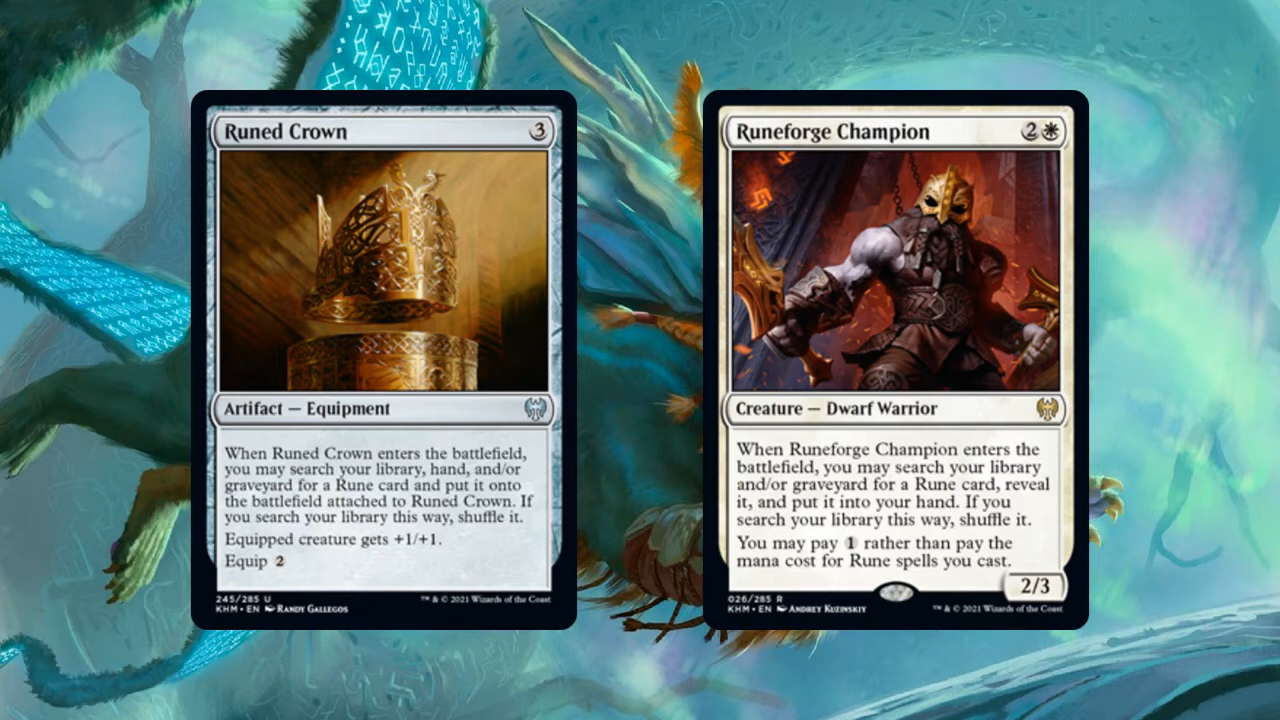 Runed Crown 3
Artifact — Equipment
When Runed Crown enters the battlefield,
you may search your library, hand, and/or
graveyard for a Rune card and put it onto
the battlefield attached to Runed Crown. If
you search your library this way, shuffle it.
Equipped creature gets +1/+1.
Equip 2
245/285 U
KHM • EN Randy Gallegos
™ & © 2021 Wizards of the Coast
Runeforge Champion 2
Creature — Dwarf Warrior
When Runeforge Champion enters the
battlefield, you may search your library
and/or graveyard for a Rune card, reveal
it, and put it into your hand. If you
search your library this way, shuffle it.
You may pay 1 rather than pay the
mana cost for Rune spells you cast.
2/3
026/285 R
KHM • EN Andrey Kuzinskiy
™ & © 2021 Wizards of the Coast